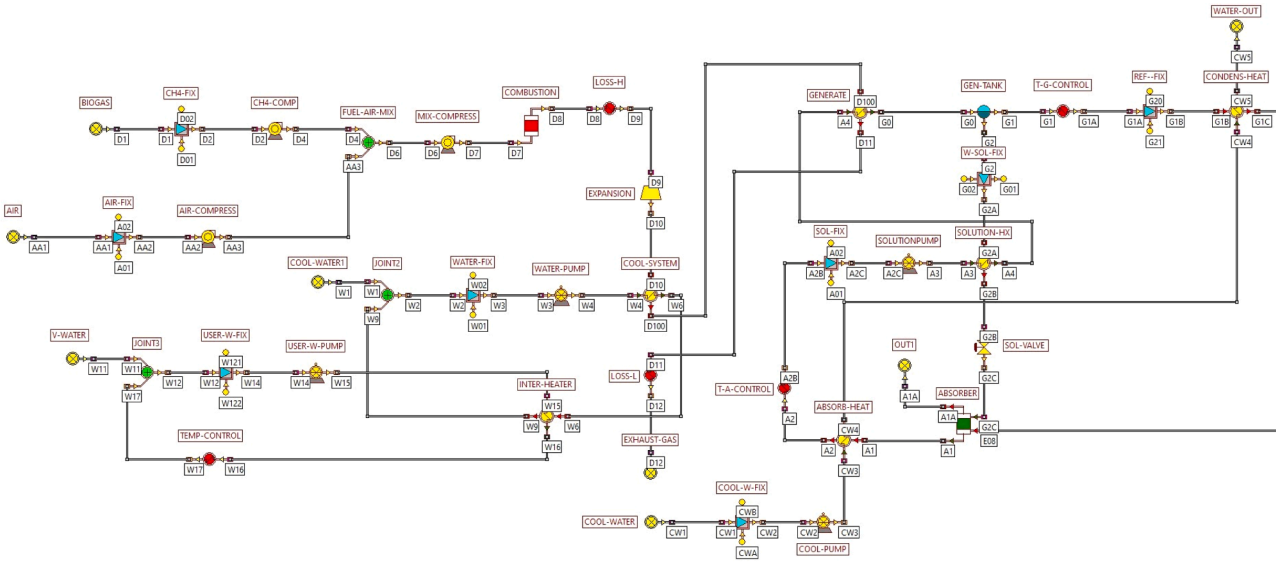 WATER-OUT
CW5
BIOGAS
D1
D1
CH4-FIX
D02
D01
D2
D2
CH4-COMP
D4
FUEL-AIR-MIX
D4
AA3
D6
D6
MIX-COMPRESS
D7
D7
COMBUSTION
D8
D8
LOSS-H
D9
D9
EXPANSION
D10
AIR
AA1
AA1
AIR-FIX
A02
A01
AA2
AA2
AIR-COMPRESS
AA3
COOL-WATER1
W1
W1
JOINT2
W9
W2
W2
WATER-FIX
W02
W01
W3
W3
WATER-PUMP
W4
W4
COOL-SYSTEM
D10
W6
D100
V-WATER
W11
W11
JOINT3
W17
W12
W12
USER-W-FIX
W121
W122
W14
W14
USER-W-PUMP
W15
INTER-HEATER
W15
W9
W6
W16
TEMP-CONTROL
W17
W16
D11
LOSS-L
D12
EXHAUST-GAS
D12
GENERATE
D100
A4
G0
D11
GEN-TANK
G0
G1
G2
T-G-CONTROL
G1
G1A
REF--FIX
G20
G1A
G1B
G21
CONDENS-HEAT
CW5
G1B
G1C
CW4
W-SOL-FIX
G2
G02
G01
G2A
SOL-FIX
A02
A2B
A2C
A01
SOLUTIONPUMP
A2C
A3
SOLUTION-HX
G2A
A3
A4
G2B
G2B
SOL-VALVE
G2C
OUT1
A1A
ABSORBER
A1A
G2C
E08
A1
T-A-CONTROL
A2B
A2
ABSORB-HEAT
CW4
A2
A1
CW3
COOL-WATER
CW1
CW1
COOL-W-FIX
CWB
CWA
CW2
CW2
COOL-PUMP
CW3